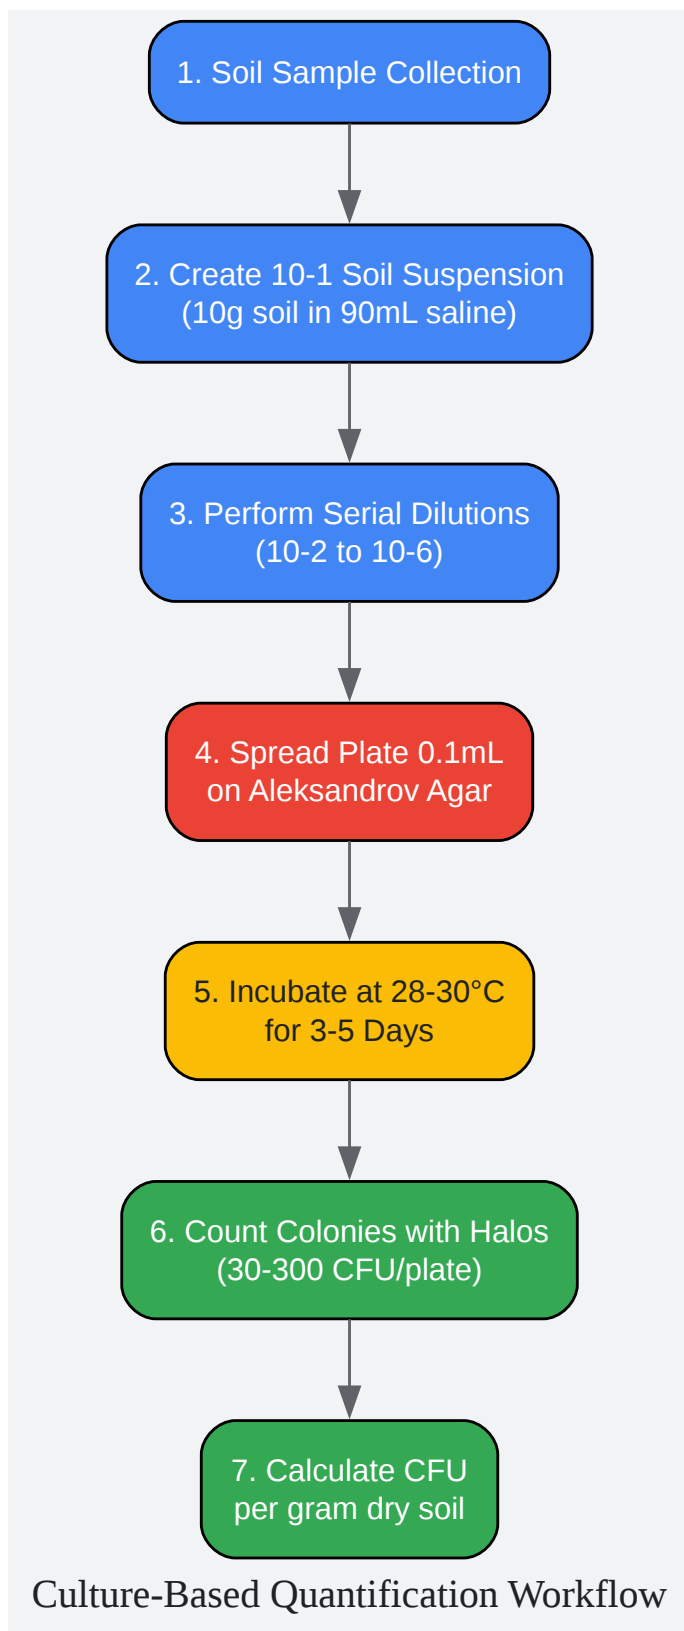 1. Soil Sample Collection
2. Create 10-1 Soil Suspension
(10g soil in 90mL saline)
3. Perform Serial Dilutions
(10-2 to 10-6)
4. Spread Plate 0.1mL
on Aleksandrov Agar
5. Incubate at 28-30°C
for 3-5 Days
6. Count Colonies with Halos
(30-300 CFU/plate)
7. Calculate CFU
per gram dry soil
Culture-Based Quantification Workflow